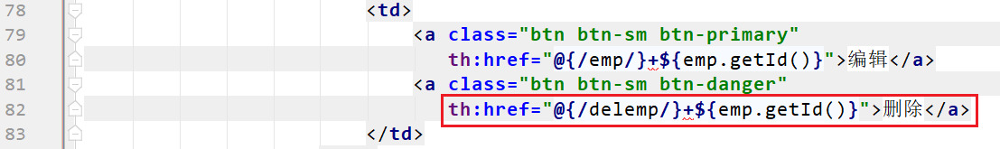 78 <td>
79 <a class="btn btn-sm btn-primary"
80 th:href="@{/emp/}+${emp.getId()}">编辑</a>
81 <a class="btn btn-sm btn-danger"
82 th:href="@{/delemp/}+${emp.getId()}">删除</a>
83 </td>